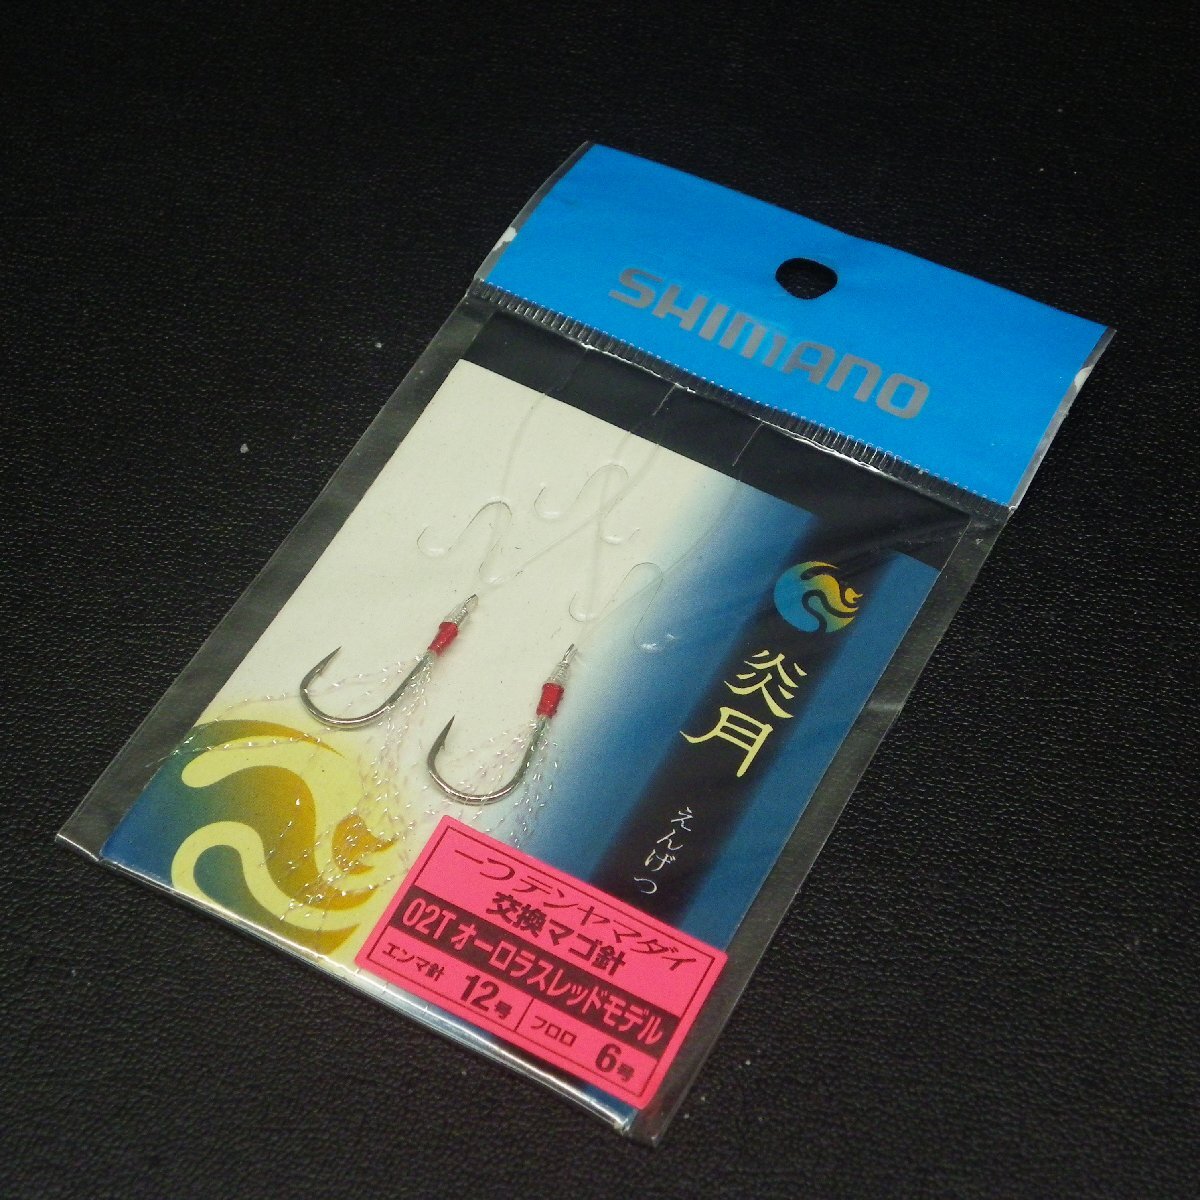 SHIMANO
炎月
えんげつ
一つテンヤマダイ
交換マゴ針
02T オーロラスレッドモデル
エンマ針 12号 フロロ 6号